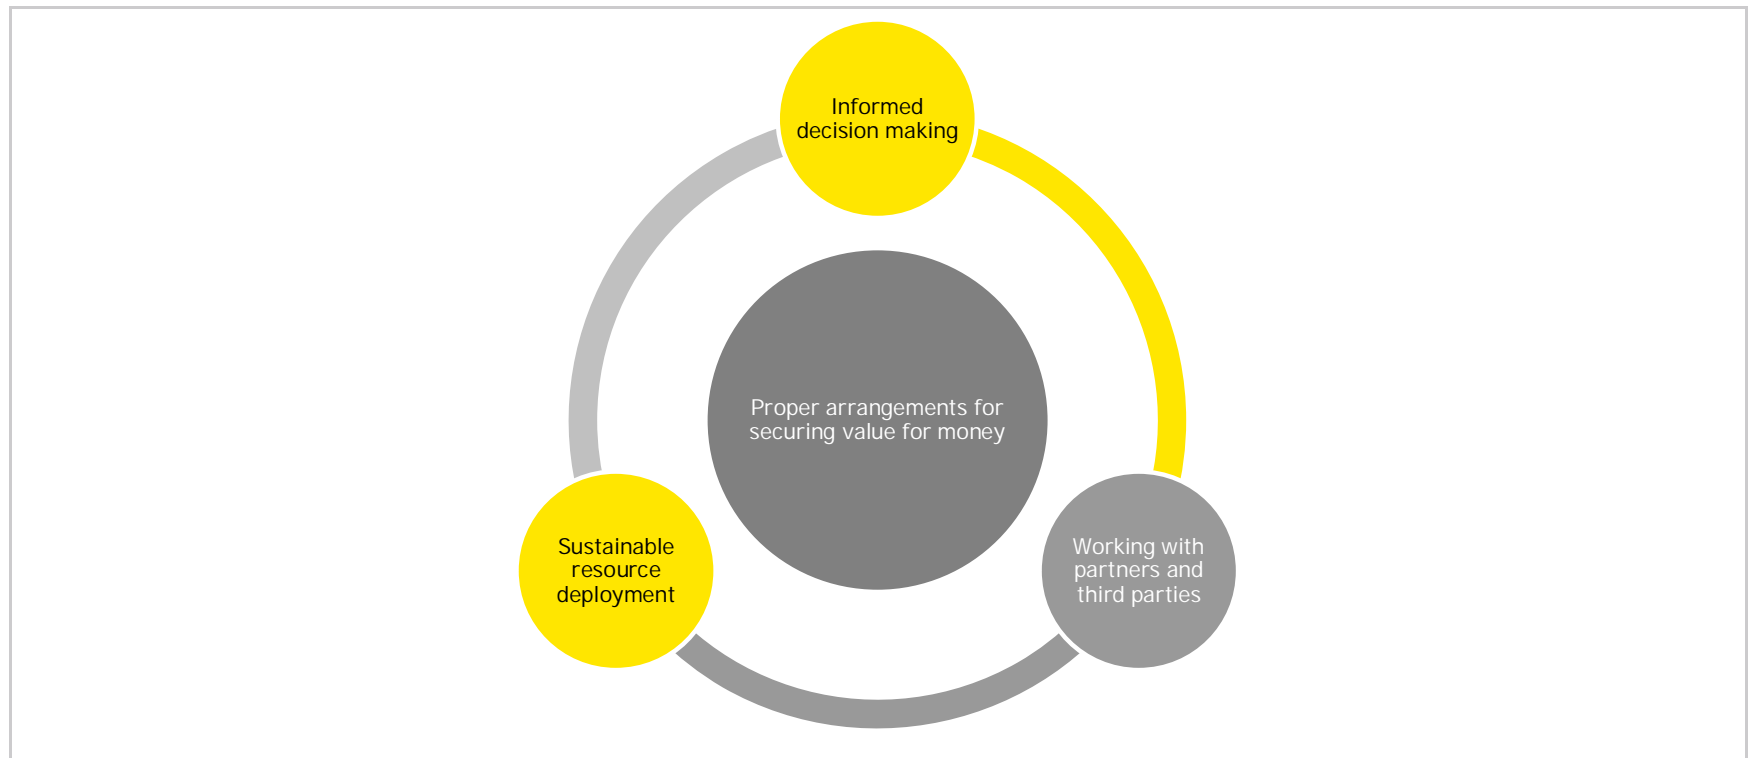 Informed
decision making
Proper arrangements for
securing value for money
Sustainable
resource
deployment
Working with
partners and
third parties